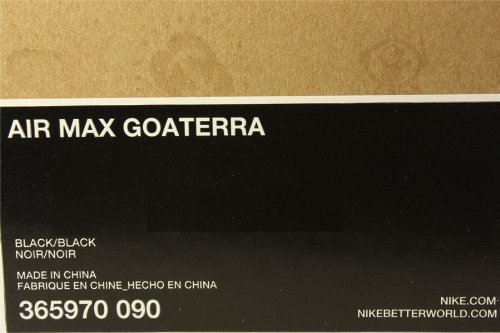 AIR MAX GOATERRA
BLACK/BLACK
NOIR/NOIR
MADE IN CHINA
FABRIQUE EN CHINE_HECHO EN CHINA
365970 090
NIKE.COM
NIKEBETTERWORLD.COM